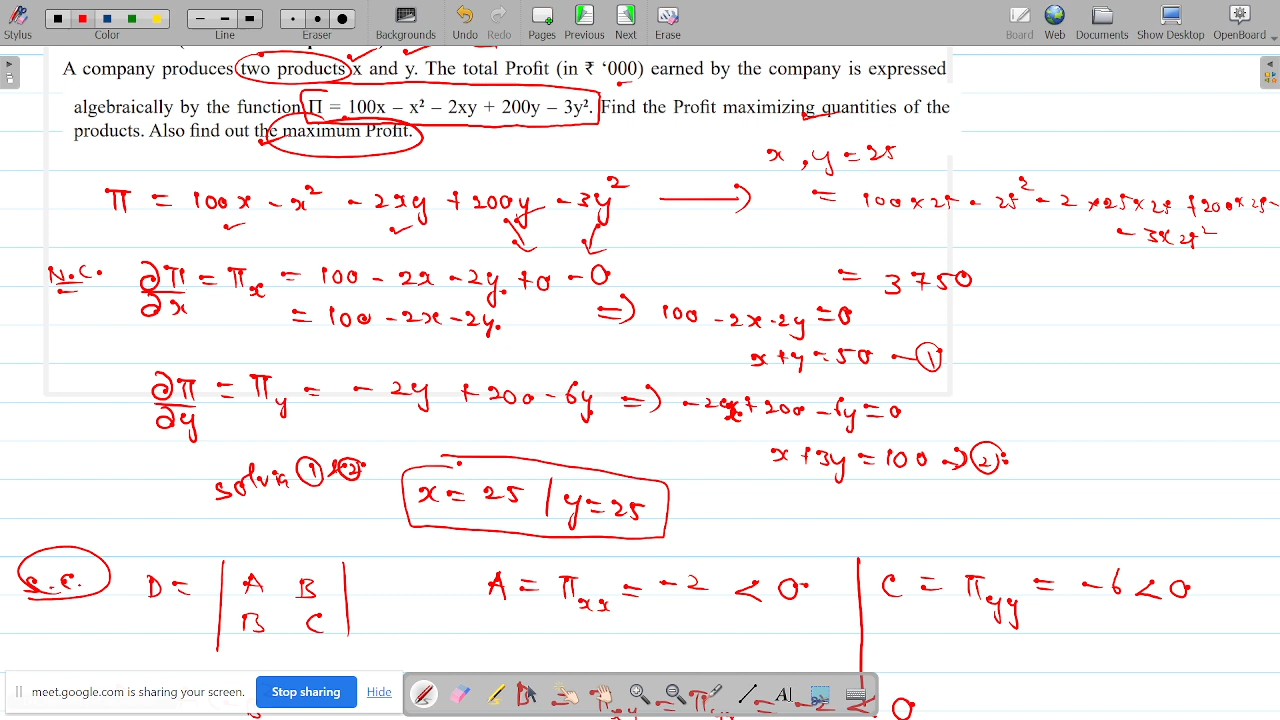 Stylus Color Line Eraser Backgrounds Undo Redo Pages Previous Next Erase Board Web Documents Show Desktop OpenBoard
A company produces two products x and y. The total Profit (in ₹ ‘000) earned by the company is expressed
algebraically by the function Π = 100x – x² – 2xy + 200y – 3y². Find the Profit maximizing quantities of the
products. Also find out the maximum Profit.
x , y = 25
π = 100x - x² - 2xy + 200y - 3y² → = 100×25 - 25² - 2×25×25 + 200×25
- 3×25²
N.C. ∂π/∂x = πx = 100 - 2x - 2y + 0 - 0 = 3750
= 100 - 2x - 2y ⇒ 100 - 2x - 2y = 0
x + y = 50 — ①
∂π/∂y = πy = - 2y + 200 - 6y ⇒ - 2x + 200 - 6y = 0
x + 3y = 100 → ②
solvin ① & ② x = 25 | y = 25
S.C. D = | A B | A = πxx = -2 < 0 C = πyy = -6 < 0
| B C |
meet.google.com is sharing your screen. Stop sharing Hide
πxy = πyx = -2 < 0